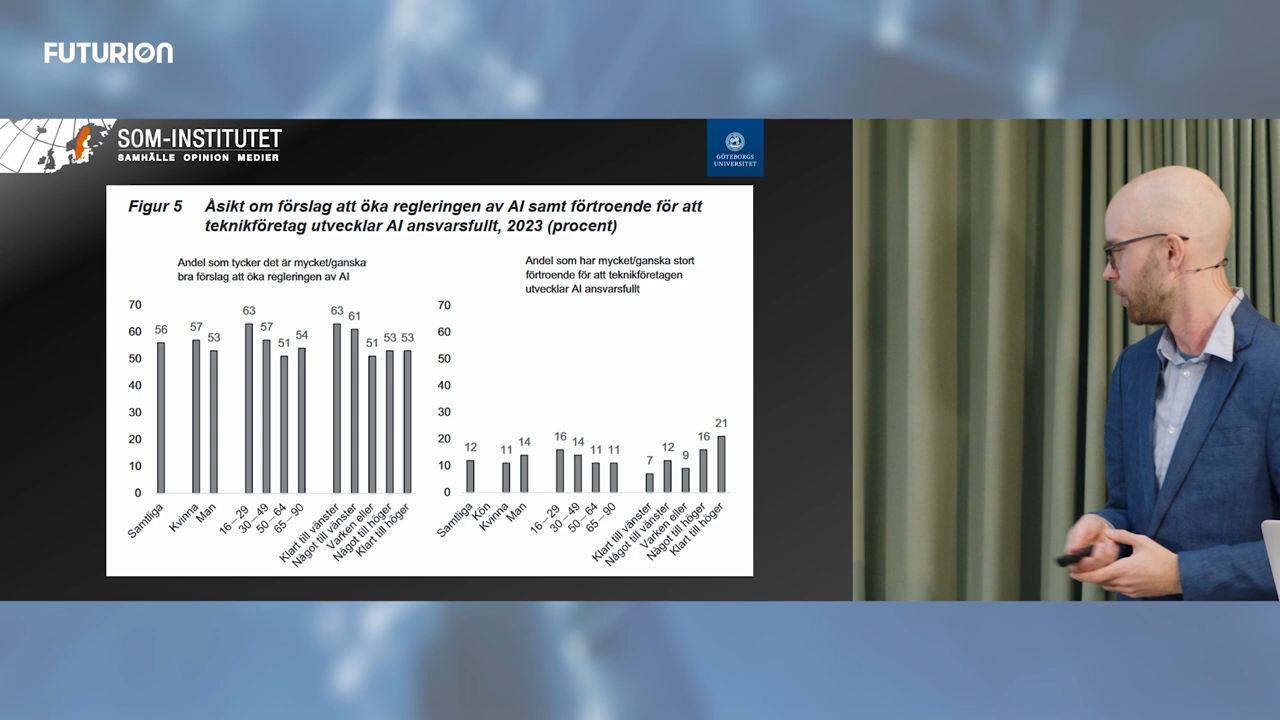 FUTURION
SOM-INSTITUTET
SAMHÄLLE OPINION MEDIER
GÖTEBORGS
UNIVERSITET
Figur 5 Åsikt om förslag att öka regleringen av AI samt förtroende för att
teknikföretag utvecklar AI ansvarsfullt, 2023 (procent)
Andel som tycker det är mycket/ganska
bra förslag att öka regleringen av AI
70
60
50
40
30
20
10
0
56
57
53
63
57
51
54
63
61
51
53
53
Samtliga
Kvinna
Man
16–29
30–49
50–64
65–90
Klart till vänster
Något till vänster
Varken eller
Något till höger
Klart till höger
Andel som har mycket/ganska stort
förtroende för att teknikföretagen
utvecklar AI ansvarsfullt
70
60
50
40
30
20
10
0
12
11
14
16
14
11
11
7
12
9
16
21
Samtliga
Kön
Kvinna
Man
16–29
30–49
50–64
65–90
Klart till vänster
Något till vänster
Varken eller
Något till höger
Klart till höger